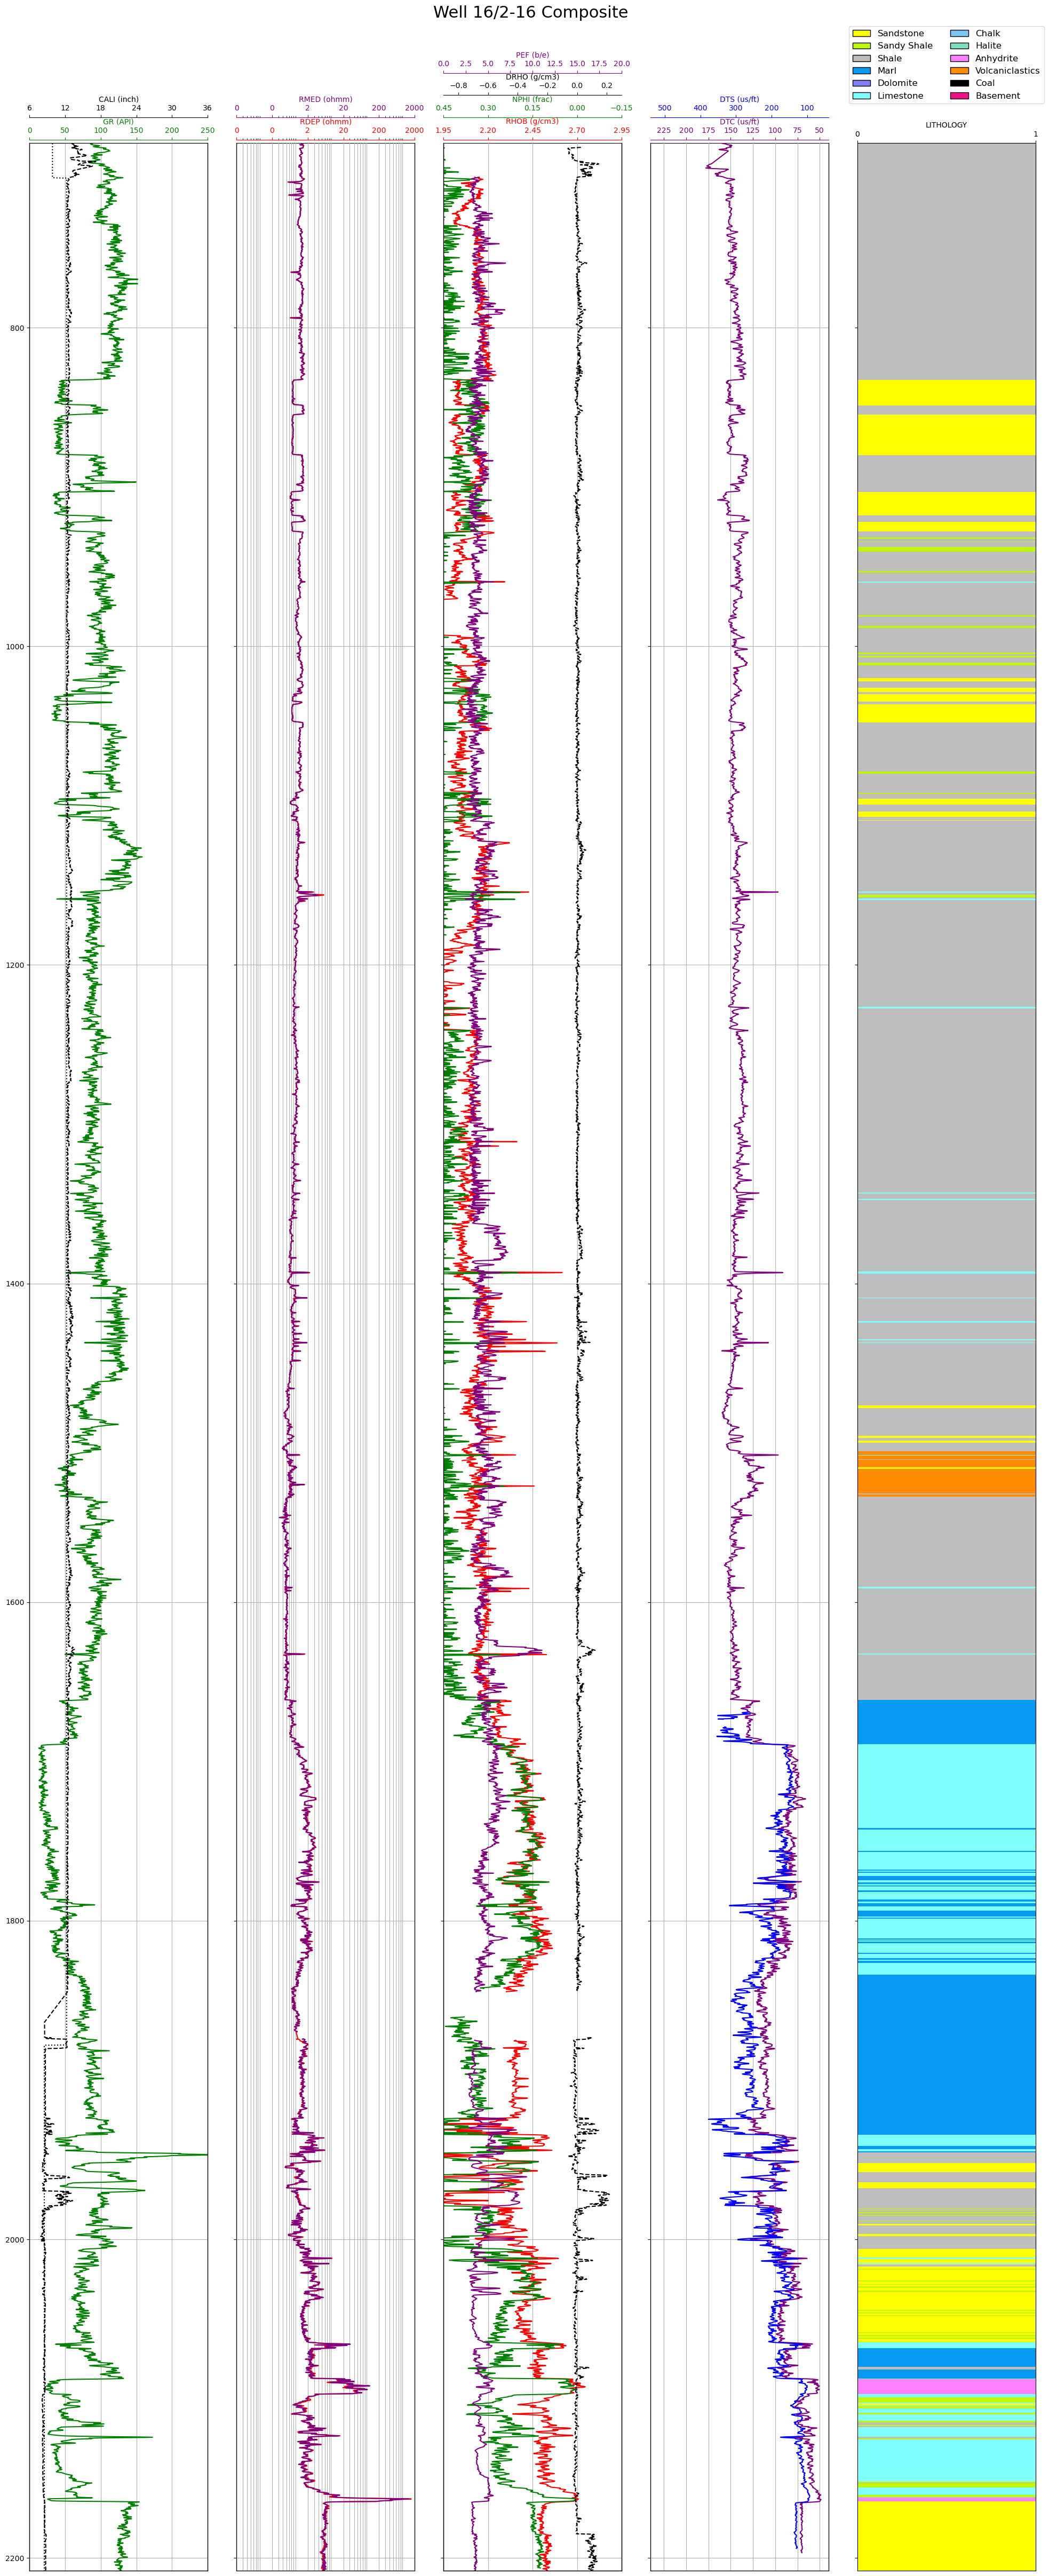 Well 16/2-16 Composite
Sandstone Chalk
Sandy Shale Halite
Shale Anhydrite
Marl Volcaniclastics
Dolomite Coal
Limestone Basement
PEF (b/e)
0.0 2.5 5.0 7.5 10.0 12.5 15.0 17.5 20.0
DRHO (g/cm3)
−0.8 −0.6 −0.4 −0.2 0.0 0.2
CALI (inch) RMED (ohmm) NPHI (frac) DTS (us/ft)
6 12 18 24 30 36 0 0 2 20 200 2000 0.45 0.30 0.15 0.00 −0.15 500 400 300 200 100
GR (API) RDEP (ohmm) RHOB (g/cm3) DTC (us/ft) LITHOLOGY
0 50 100 150 200 250 0 0 2 20 200 2000 1.95 2.20 2.45 2.70 2.95 225 200 175 150 125 100 75 50 0 1
800
1000
1200
1400
1600
1800
2000
2200